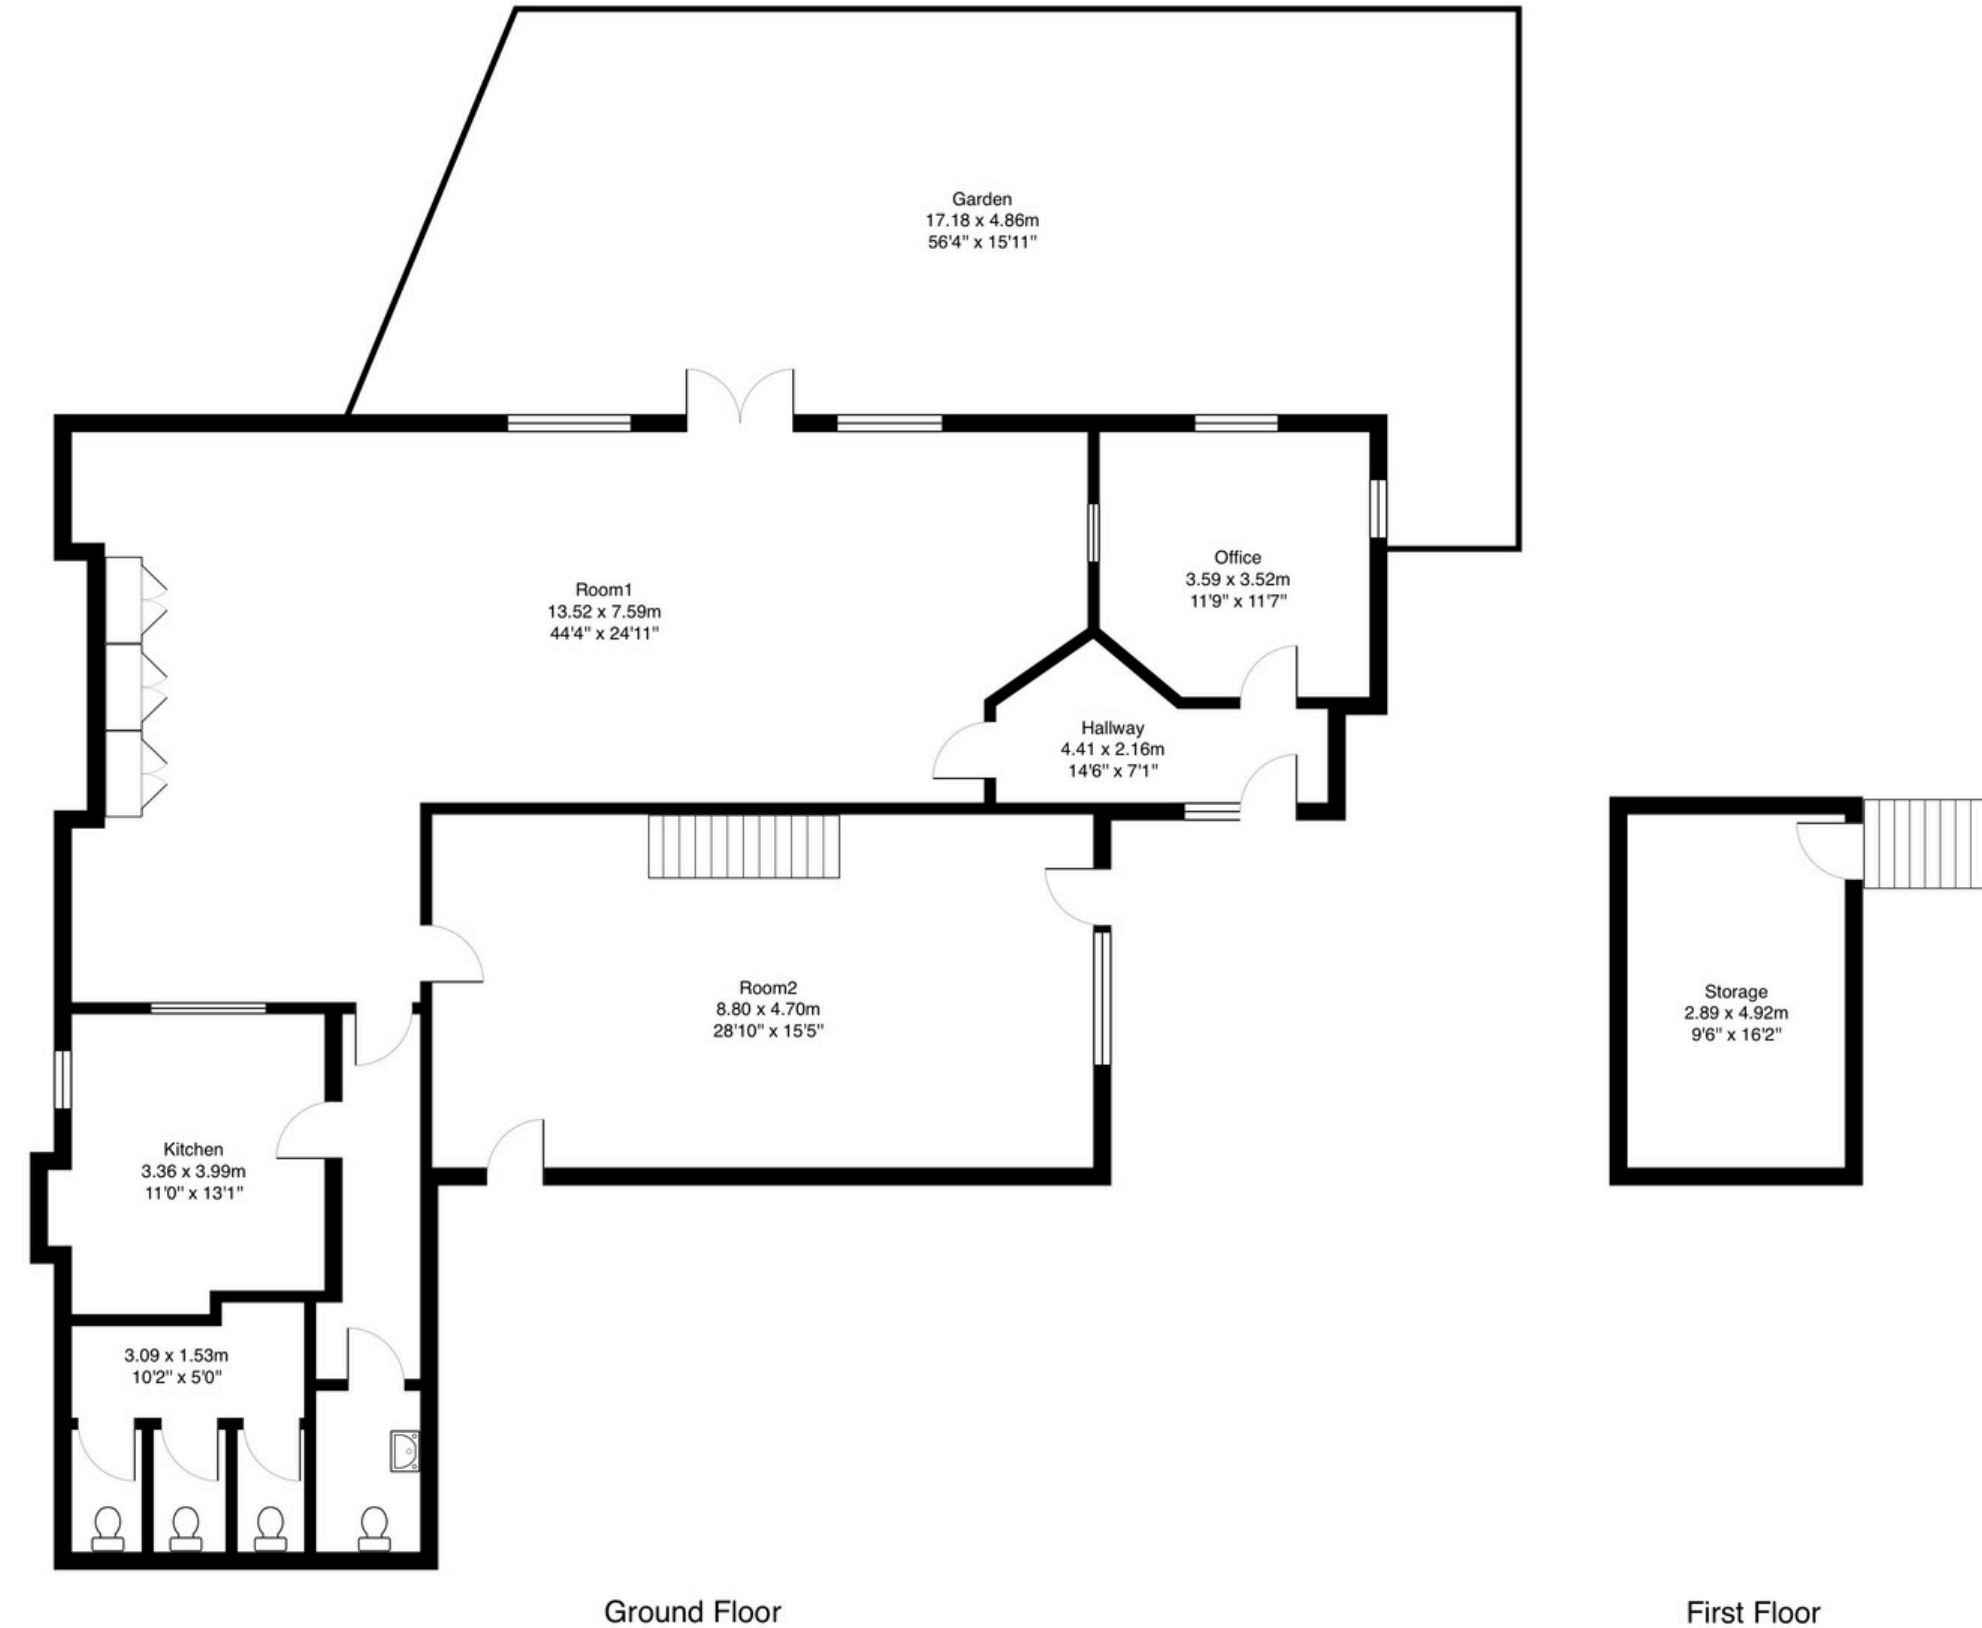 Garden
17.18 x 4.86m
56'4" x 15'11"
Office
3.59 x 3.52m
11'9" x 11'7"
Room1
13.52 x 7.59m
44'4" x 24'11"
Hallway
4.41 x 2.16m
14'6" x 7'1"
Room2
8.80 x 4.70m
28'10" x 15'5"
Storage
2.89 x 4.92m
9'6" x 16'2"
Kitchen
3.36 x 3.99m
11'0" x 13'1"
3.09 x 1.53m
10'2" x 5'0"
Ground Floor
First Floor